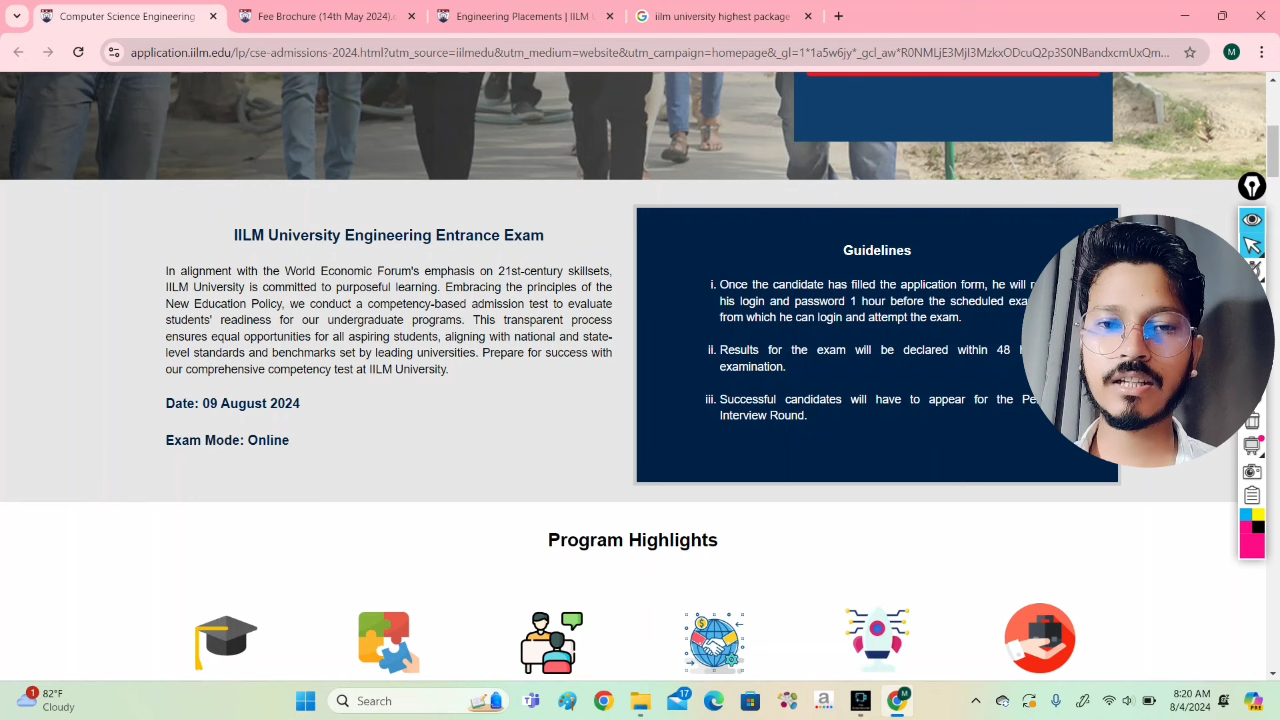 Computer Science Engineering
Fee Brochure (14th May 2024).
Engineering Placements | IILM U
iilm university highest package
application.iilm.edu/lp/cse-admissions-2024.html?utm_source=iilmedu&utm_medium=website&utm_campaign=homepage&_gl=1*1a5w6jy*_gcl_aw*R0NMLjE3MjI3MzkxODcuQ2p3S0NBandxcmUxQm...
M
IILM University Engineering Entrance Exam
In alignment with the World Economic Forum's emphasis on 21st-century skillsets,
IILM University is committed to purposeful learning. Embracing the principles of the
New Education Policy, we conduct a competency-based admission test to evaluate
students' readiness for our undergraduate programs. This transparent process
ensures equal opportunities for all aspiring students, aligning with national and state-
level standards and benchmarks set by leading universities. Prepare for success with
our comprehensive competency test at IILM University.
Date: 09 August 2024
Exam Mode: Online
Guidelines
i. Once the candidate has filled the application form, he will
his login and password 1 hour before the scheduled
from which he can login and attempt the exam.
ii. Results for the exam will be declared within 48
examination.
iii. Successful candidates will have to appear for the
Interview Round.
Program Highlights
1
82°F
Cloudy
Search
17
a
M
8:20 AM
8/4/2024